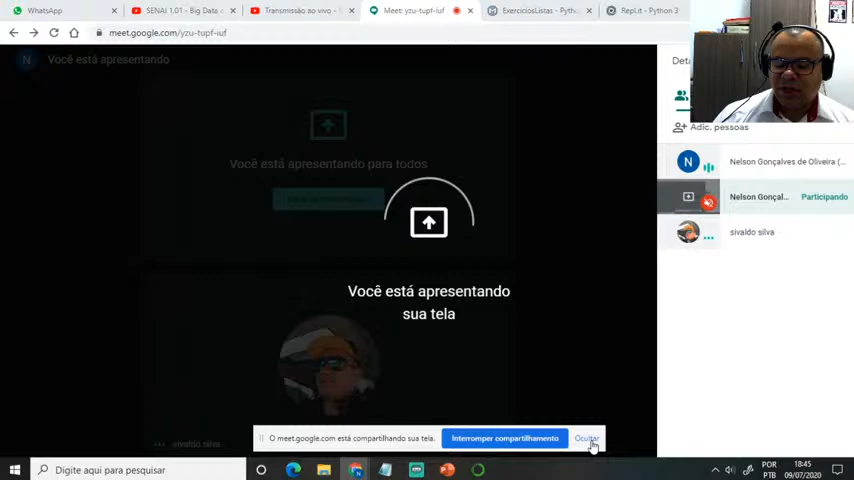 WhatsApp
SENAI 1.01 - Big Data
Transmissão ao vivo -
Meet: yzu-tupf-iuf
ExerciciosListas - Pyth
Repl.it - Python 3
meet.google.com/yzu-tupf-iuf
N
Você está apresentando
Você está apresentando para todos
Adic. pessoas
N
Nelson Gonçalves de Oliveira (...
Nelson Gonçal...
Participando
sivaldo silva
Você está apresentando
sua tela
sivaldo silva
O meet.google.com está compartilhando sua tela.
Interromper compartilhamento
Ocultar
Digite aqui para pesquisar
POR
PTB
18:45
09/07/2020